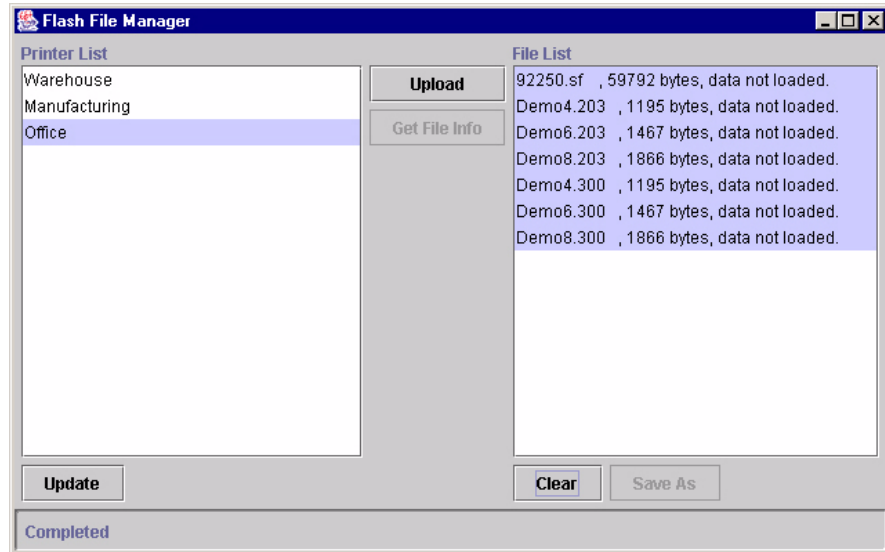 Flash File Manager
Printer List
Warehouse
Manufacturing
Office
Upload
Get File Info
File List
92250.sf , 59792 bytes, data not loaded.
Demo4.203 , 1195 bytes, data not loaded.
Demo6.203 , 1467 bytes, data not loaded.
Demo8.203 , 1866 bytes, data not loaded.
Demo4.300 , 1195 bytes, data not loaded.
Demo6.300 , 1467 bytes, data not loaded.
Demo8.300 , 1866 bytes, data not loaded.
Update
Clear
Save As
Completed